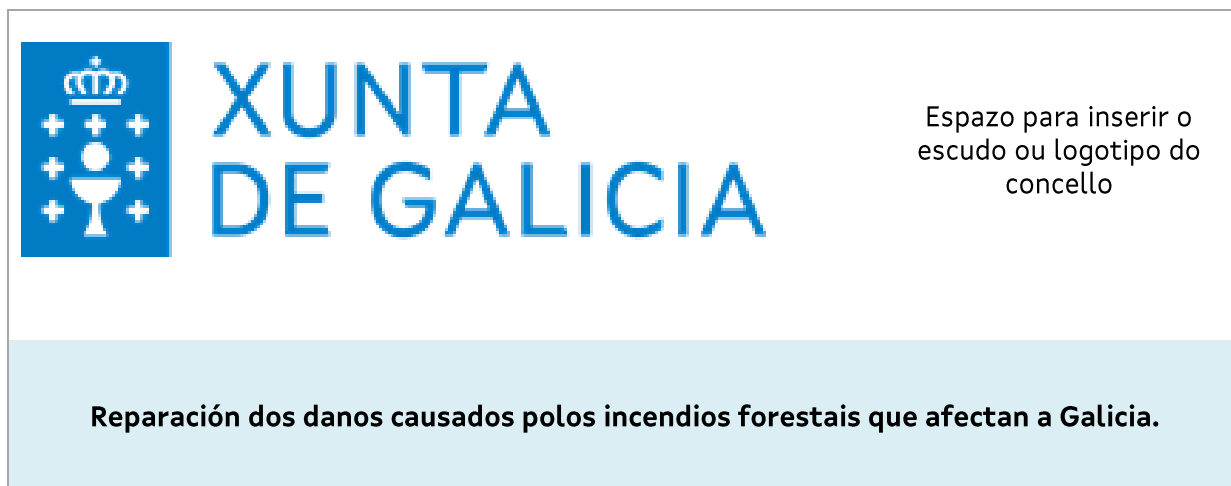 XUNTA
DE GALICIA
Espazo para inserir o
escudo ou logotipo do
concello
Reparación dos danos causados polos incendios forestais que afectan a Galicia.